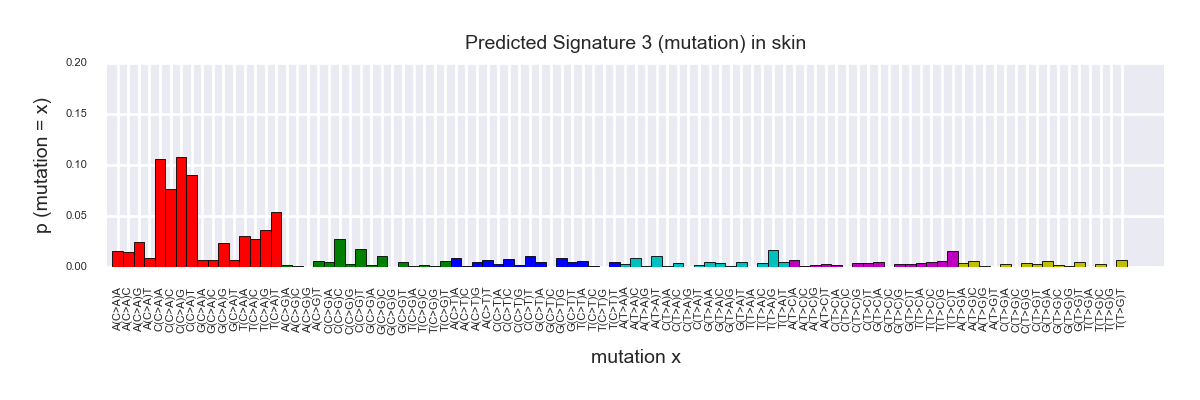 Predicted Signature 3 (mutation) in skin
p (mutation = x)
0.20
0.15
0.10
0.05
0.00
A(C>A)A
A(C>A)C
A(C>A)G
A(C>A)T
C(C>A)A
C(C>A)C
C(C>A)G
C(C>A)T
G(C>A)A
G(C>A)C
G(C>A)G
G(C>A)T
T(C>A)A
T(C>A)C
T(C>A)G
T(C>A)T
A(C>G)A
A(C>G)C
A(C>G)G
A(C>G)T
C(C>G)A
C(C>G)C
C(C>G)G
C(C>G)T
G(C>G)A
G(C>G)C
G(C>G)G
G(C>G)T
T(C>G)A
T(C>G)C
T(C>G)G
T(C>G)T
A(C>T)A
A(C>T)C
A(C>T)G
A(C>T)T
C(C>T)A
C(C>T)C
C(C>T)G
C(C>T)T
G(C>T)A
G(C>T)C
G(C>T)G
G(C>T)T
T(C>T)A
T(C>T)C
T(C>T)G
T(C>T)T
A(T>A)A
A(T>A)C
A(T>A)G
A(T>A)T
C(T>A)A
C(T>A)C
C(T>A)G
C(T>A)T
G(T>A)A
G(T>A)C
G(T>A)G
G(T>A)T
T(T>A)A
T(T>A)C
T(T>A)G
T(T>A)T
A(T>C)A
A(T>C)C
A(T>C)G
A(T>C)T
C(T>C)A
C(T>C)C
C(T>C)G
C(T>C)T
G(T>C)A
G(T>C)C
G(T>C)G
G(T>C)T
T(T>C)A
T(T>C)C
T(T>C)G
T(T>C)T
A(T>G)A
A(T>G)C
A(T>G)G
A(T>G)T
C(T>G)A
C(T>G)C
C(T>G)G
C(T>G)T
G(T>G)A
G(T>G)C
G(T>G)G
G(T>G)T
T(T>G)A
T(T>G)C
T(T>G)G
T(T>G)T
mutation x